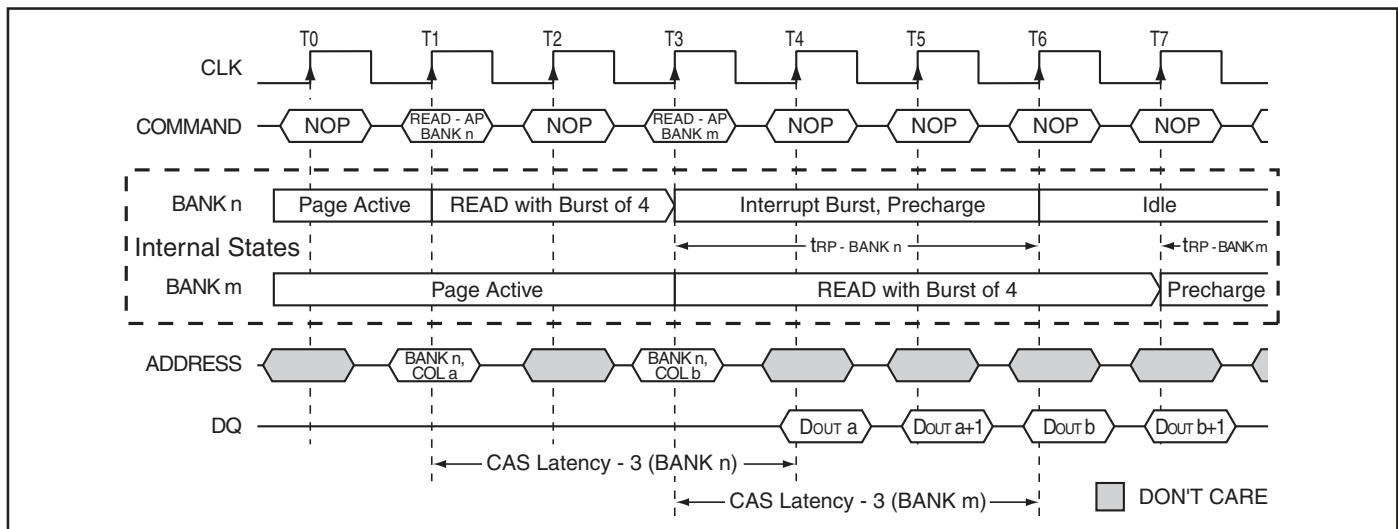 T0 T1 T2 T3 T4 T5 T6 T7
CLK
COMMAND NOP READ - AP BANK n NOP READ - AP BANK m NOP NOP NOP NOP
BANK n Page Active READ with Burst of 4 Interrupt Burst, Precharge Idle
Internal States tRP - BANK n tRP - BANK m
BANK m Page Active READ with Burst of 4 Precharge
ADDRESS BANK n, COL a BANK n, COL b
DQ DOUT a DOUT a+1 DOUT b DOUT b+1
CAS Latency - 3 (BANK n)
CAS Latency - 3 (BANK m) DON'T CARE